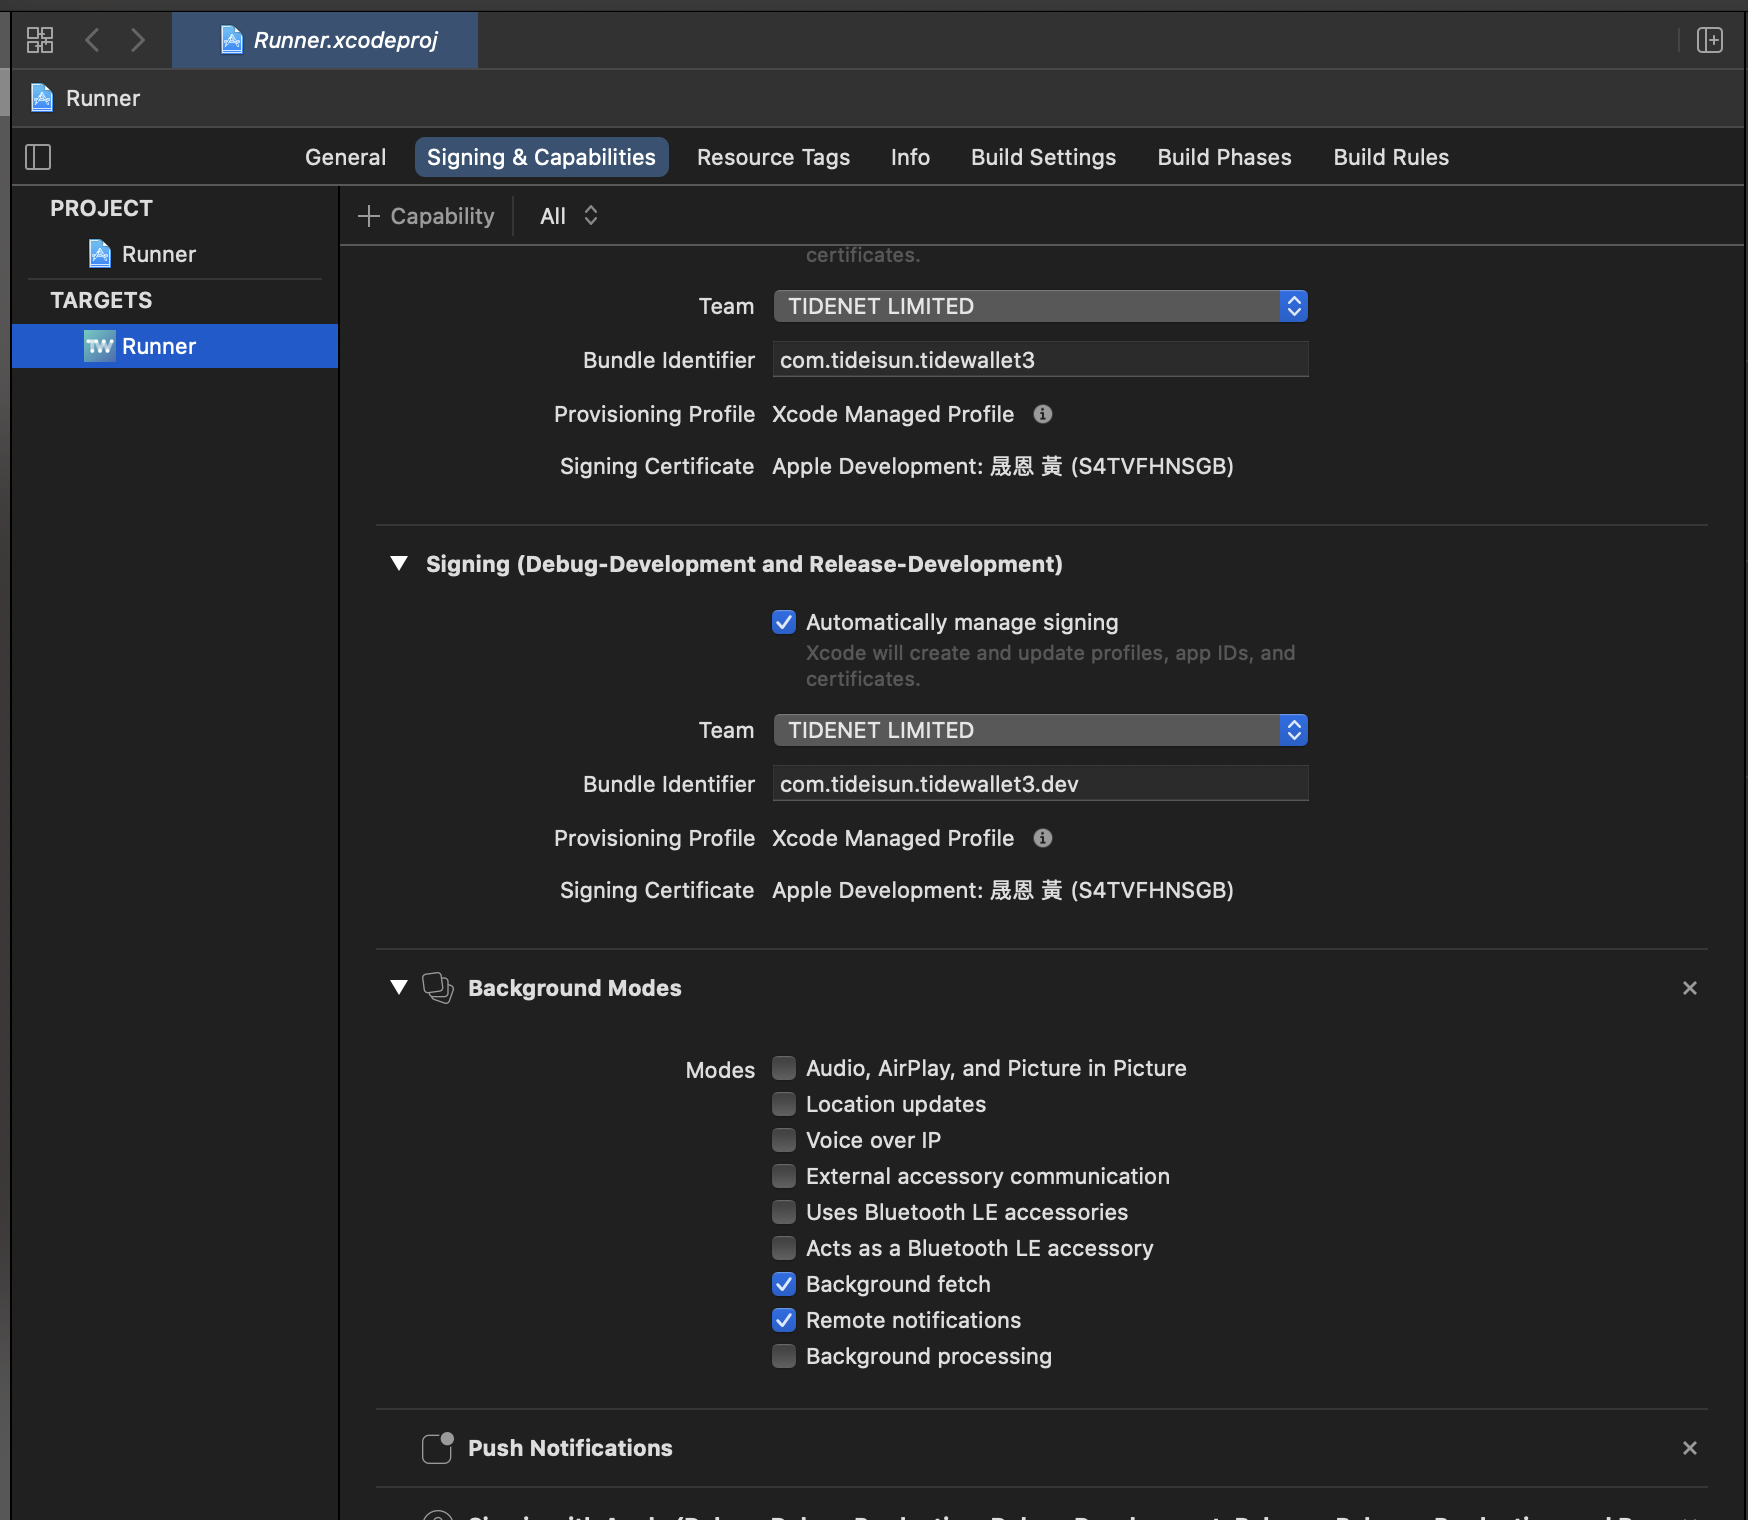 Runner.xcodeproj
Runner
General Signing & Capabilities Resource Tags Info Build Settings Build Phases Build Rules
PROJECT
Runner
TARGETS
TW Runner
+ Capability All
certificates.
Team TIDENET LIMITED
Bundle Identifier com.tideisun.tidewallet3
Provisioning Profile Xcode Managed Profile
Signing Certificate Apple Development: 晟恩 黃 (S4TVFHNSGB)
Signing (Debug-Development and Release-Development)
Automatically manage signing
Xcode will create and update profiles, app IDs, and
certificates.
Team TIDENET LIMITED
Bundle Identifier com.tideisun.tidewallet3.dev
Provisioning Profile Xcode Managed Profile
Signing Certificate Apple Development: 晟恩 黃 (S4TVFHNSGB)
Background Modes
Modes Audio, AirPlay, and Picture in Picture
Location updates
Voice over IP
External accessory communication
Uses Bluetooth LE accessories
Acts as a Bluetooth LE accessory
Background fetch
Remote notifications
Background processing
Push Notifications